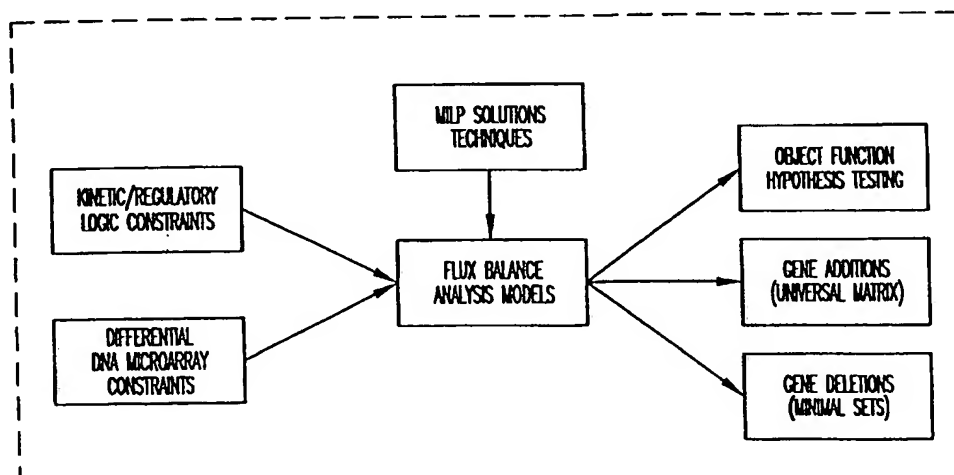 MILP SOLUTIONS
TECHNIQUES
KINETIC/REGULATORY
LOGIC CONSTRAINTS
DIFFERENTIAL
DNA MICROARRAY
CONSTRAINTS
FLUX BALANCE
ANALYSIS MODELS
OBJECT FUNCTION
HYPOTHESIS TESTING
GENE ADDITIONS
(UNIVERSAL MATRIX)
GENE DELETIONS
(MINIMAL SETS)